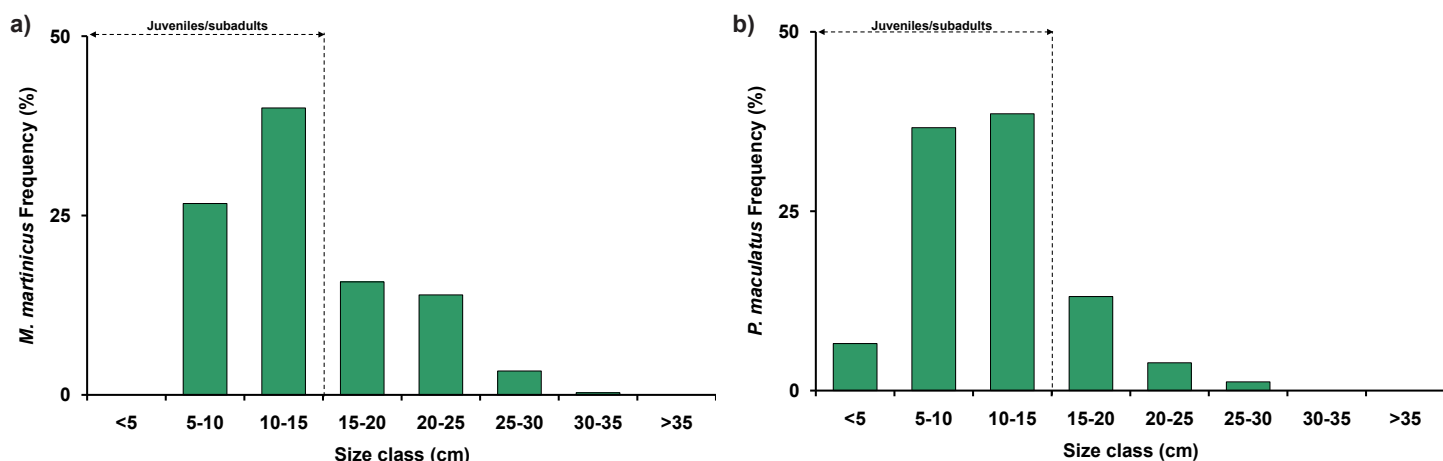 a)
Juveniles/subadults
50
25
0
M. martinicus Frequency (%)
<5 5-10 10-15 15-20 20-25 25-30 30-35 >35
Size class (cm)
b)
Juveniles/subadults
50
25
0
P. maculatus Frequency (%)
<5 5-10 10-15 15-20 20-25 25-30 30-35 >35
Size class (cm)